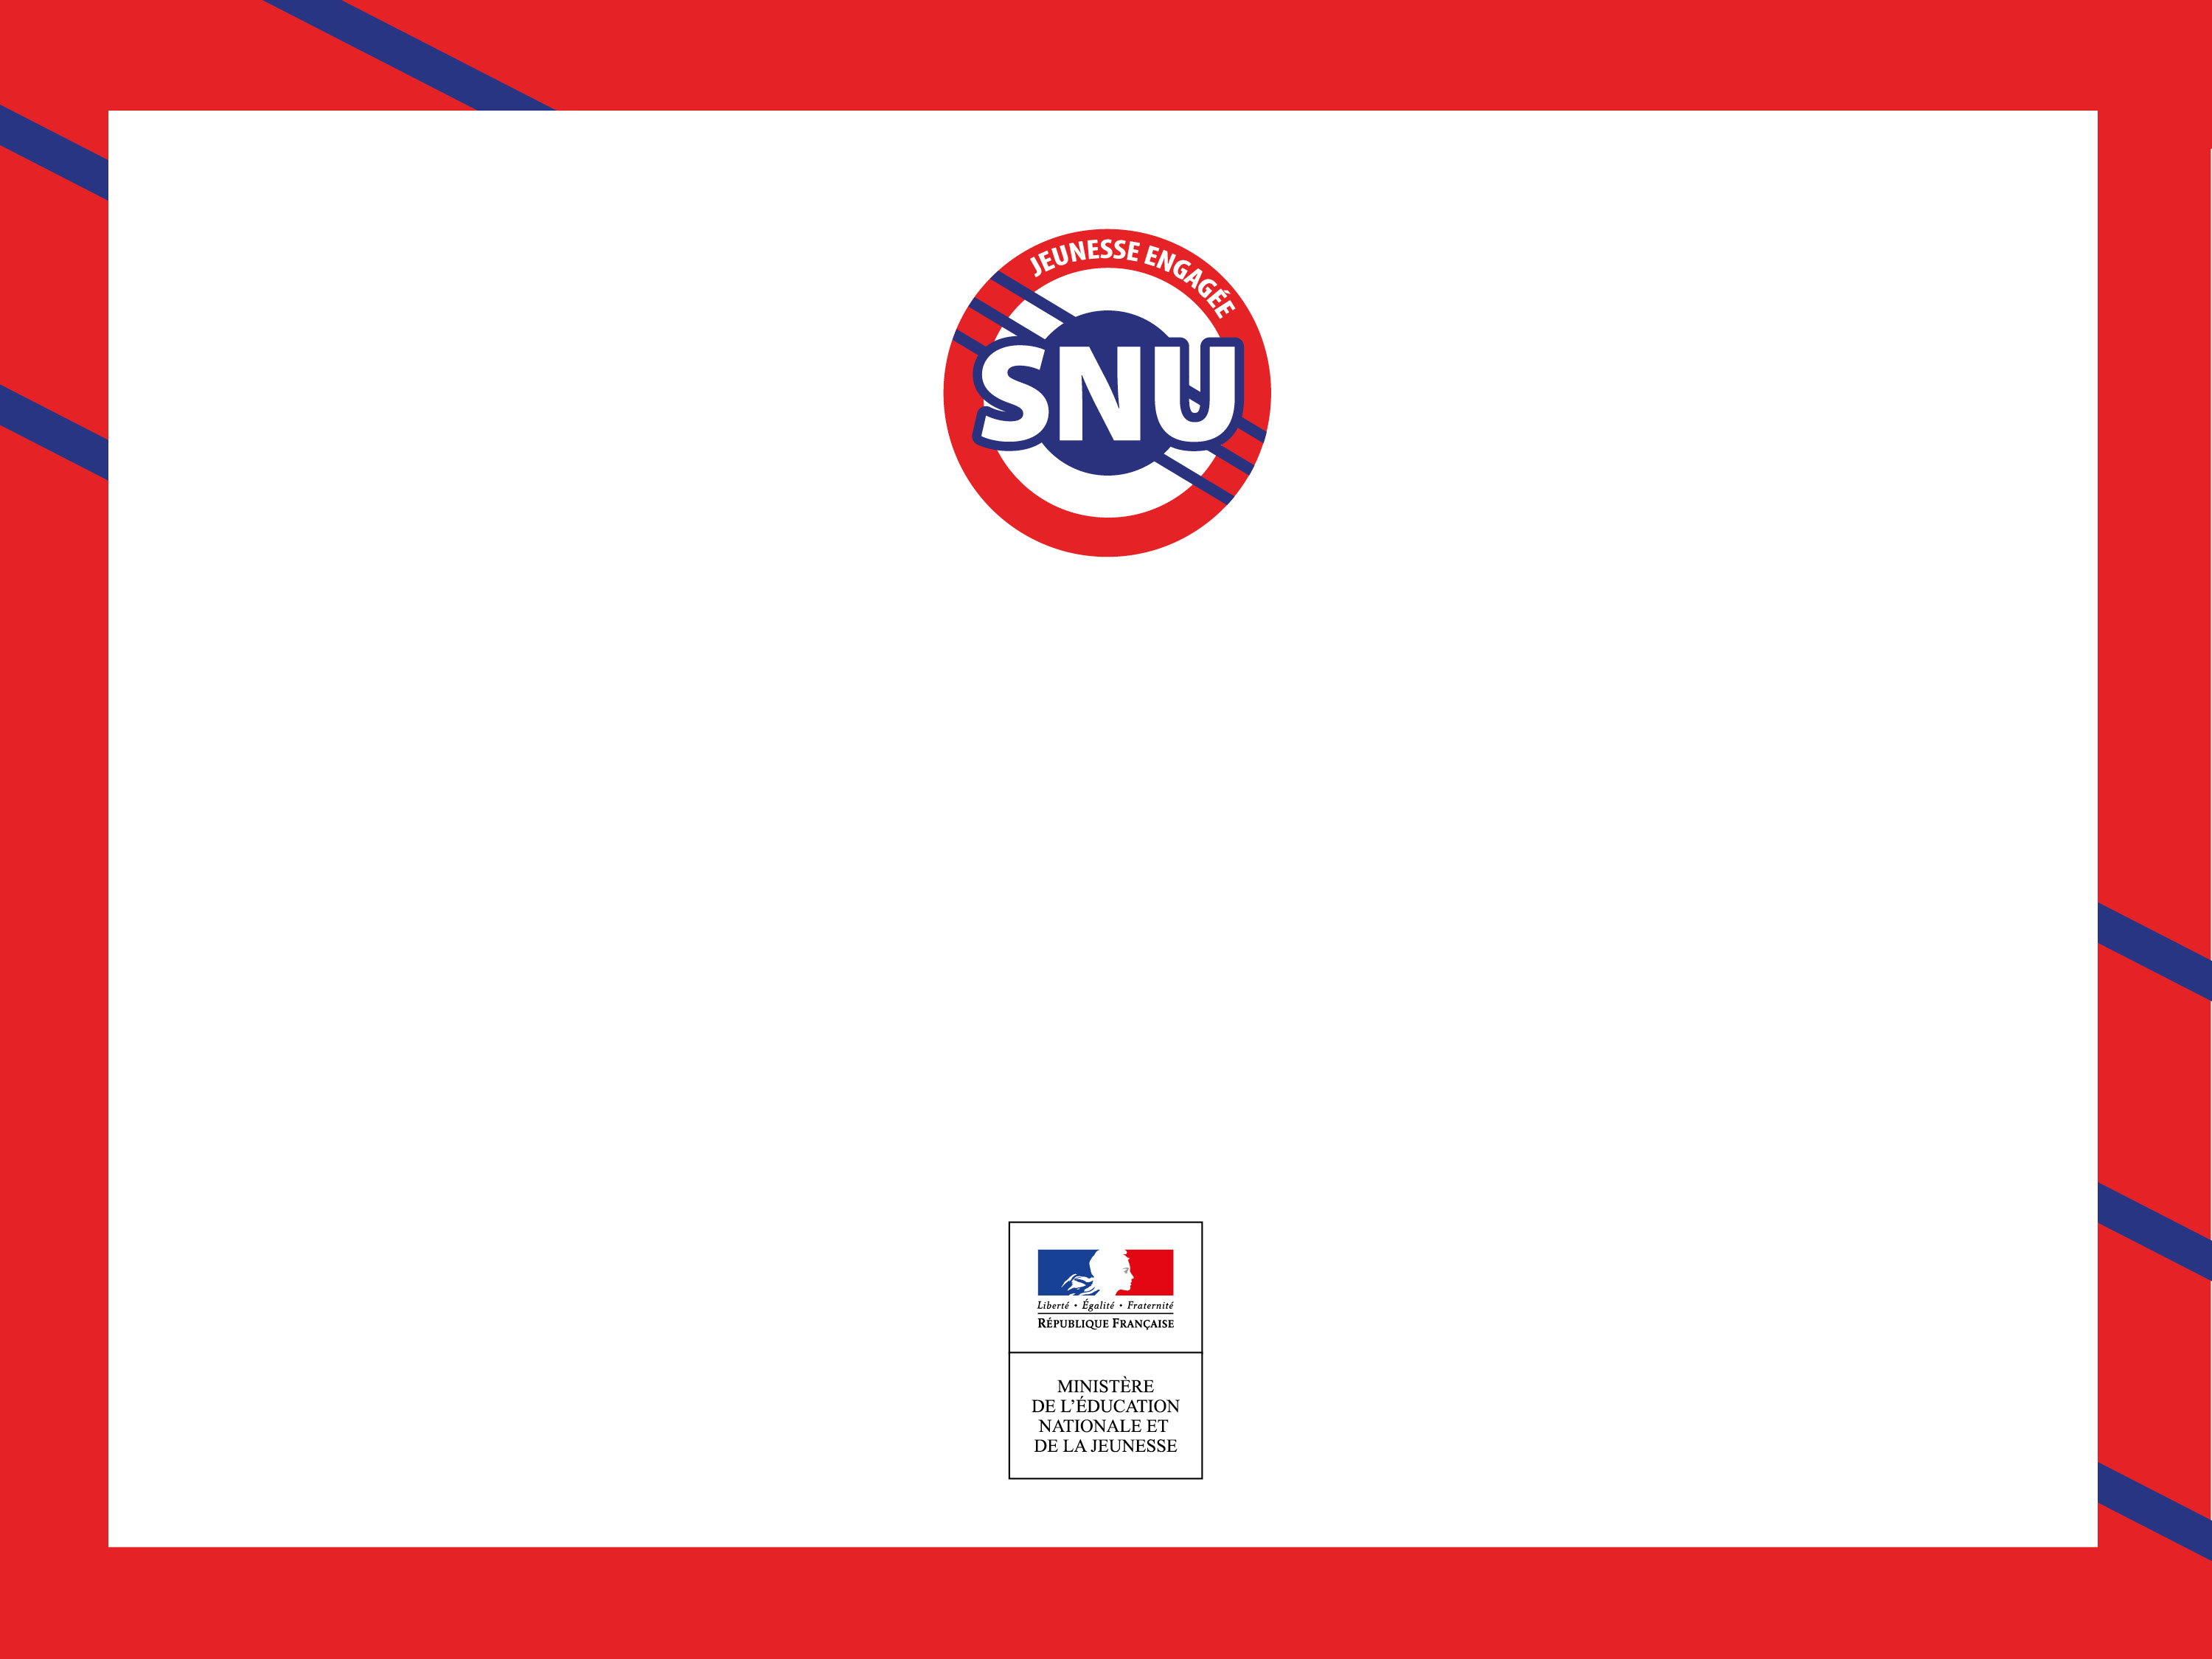 JEUNESSE ENGAGÉE
SNU
Liberté • Égalité • Fraternité
RÉPUBLIQUE FRANÇAISE
MINISTÈRE
DE L'ÉDUCATION
NATIONALE ET
DE LA JEUNESSE